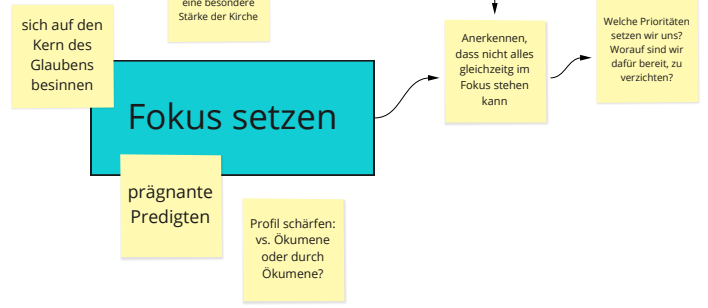 eine besondere
Stärke der Kirche
sich auf den
Kern des
Glaubens
besinnen
Fokus setzen
prägnante
Predigten
Profil schärfen:
vs. Ökumene
oder durch
Ökumene?
Anerkennen,
dass nicht alles
gleichzeitg im
Fokus stehen
kann
Welche Prioritäten
setzen wir uns?
Worauf sind wir
dafür bereit, zu
verzichten?